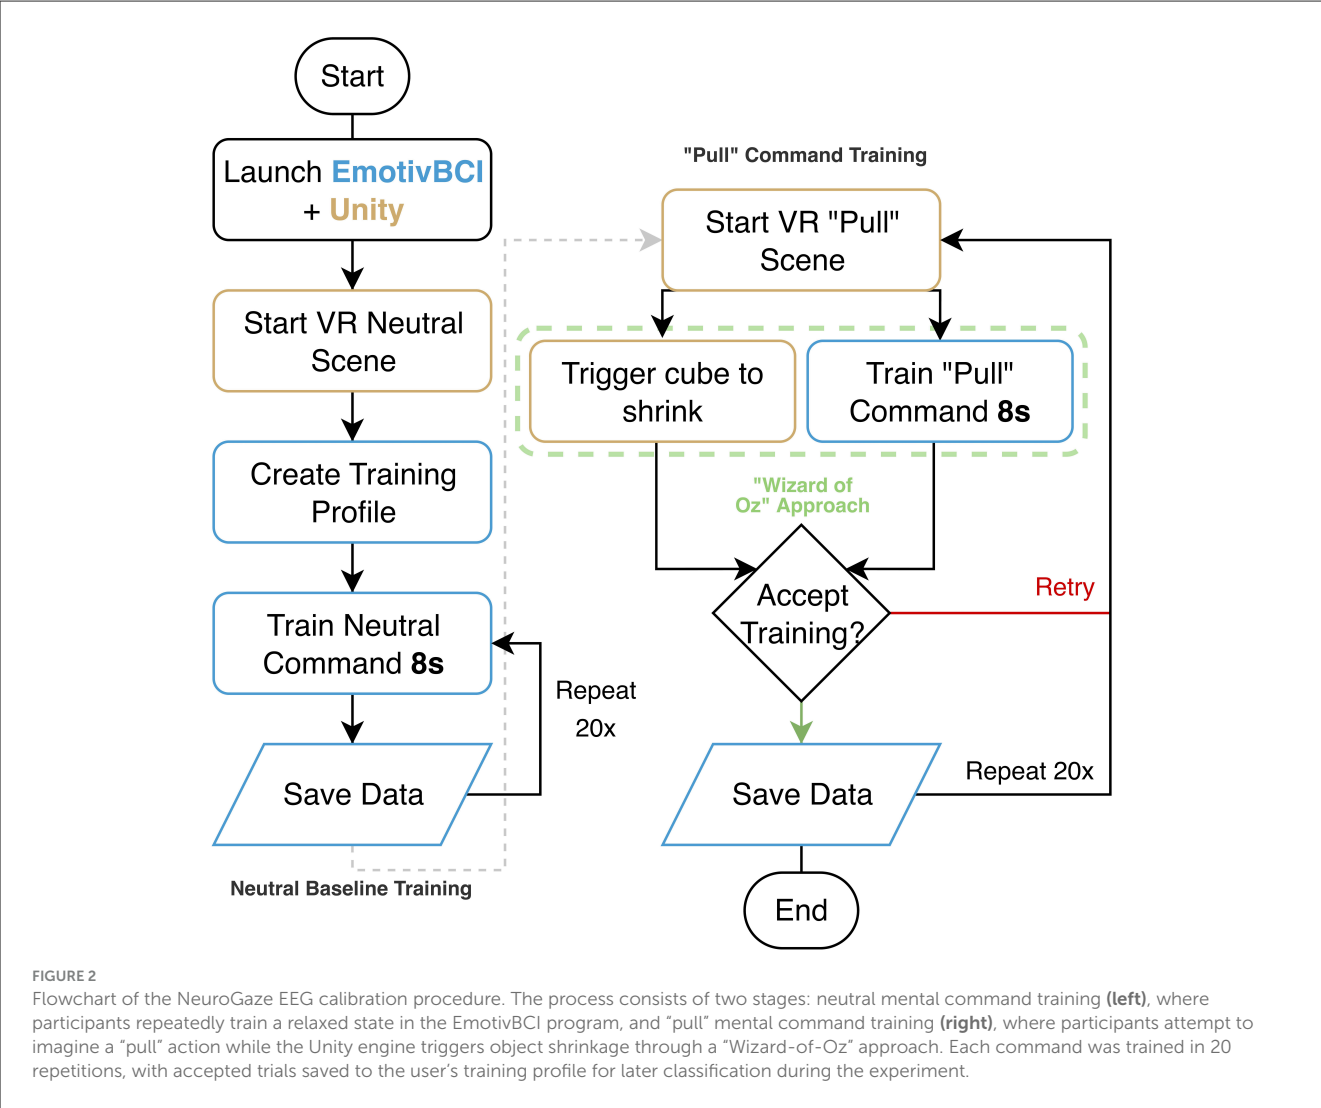 Start
Launch EmotivBCI
+ Unity
Start VR Neutral
Scene
Create Training
Profile
Train Neutral
Command 8s
Repeat
20x
Save Data
Neutral Baseline Training
"Pull" Command Training
Start VR "Pull"
Scene
Trigger cube to
shrink
Train "Pull"
Command 8s
"Wizard of
Oz" Approach
Accept
Training?
Retry
Save Data
Repeat 20x
End
FIGURE 2
Flowchart of the NeuroGaze EEG calibration procedure. The process consists of two stages: neutral mental command training (left), where
participants repeatedly train a relaxed state in the EmotivBCI program, and “pull” mental command training (right), where participants attempt to
imagine a “pull” action while the Unity engine triggers object shrinkage through a “Wizard-of-Oz” approach. Each command was trained in 20
repetitions, with accepted trials saved to the user’s training profile for later classification during the experiment.